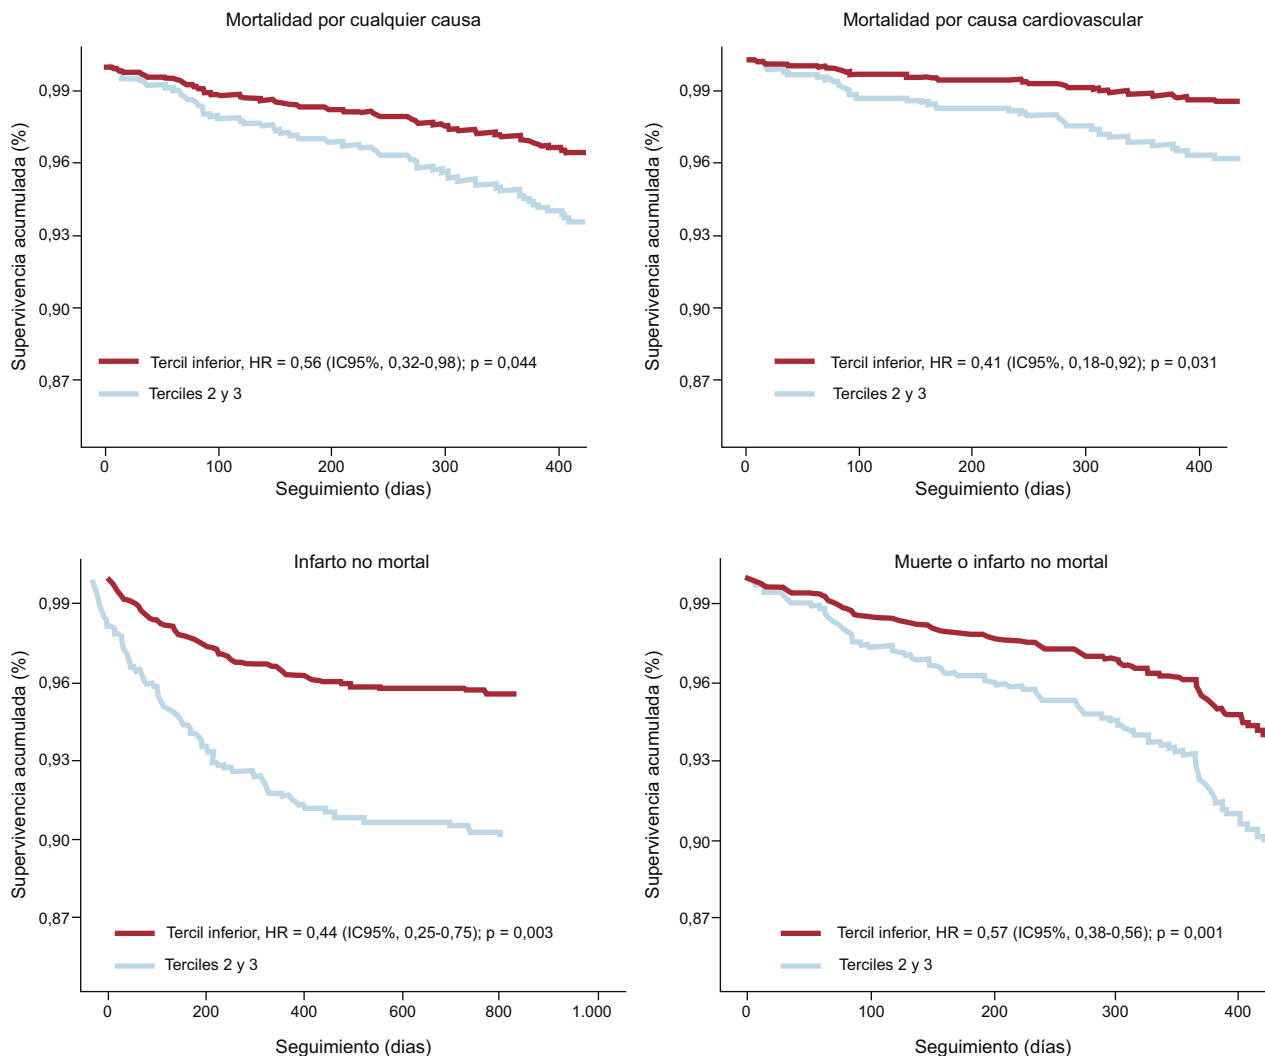 Mortalidad por cualquier causa
Supervivencia acumulada (%)
0,99
0,96
0,93
0,90
0,87
Tercil inferior, HR = 0,56 (IC95%, 0,32-0,98); p = 0,044
Terciles 2 y 3
0 100 200 300 400
Seguimiento (dias)
Mortalidad por causa cardiovascular
Supervivencia acumulada (%)
0,99
0,96
0,93
0,90
0,87
Tercil inferior, HR = 0,41 (IC95%, 0,18-0,92); p = 0,031
Terciles 2 y 3
0 100 200 300 400
Seguimiento (dias)
Infarto no mortal
Supervivencia acumulada (%)
0,99
0,96
0,93
0,90
0,87
Tercil inferior, HR = 0,44 (IC95%, 0,25-0,75); p = 0,003
Terciles 2 y 3
0 200 400 600 800 1.000
Seguimiento (dias)
Muerte o infarto no mortal
Supervivencia acumulada (%)
0,99
0,96
0,93
0,90
0,87
Tercil inferior, HR = 0,57 (IC95%, 0,38-0,56); p = 0,001
Terciles 2 y 3
0 100 200 300 400
Seguimiento (días)